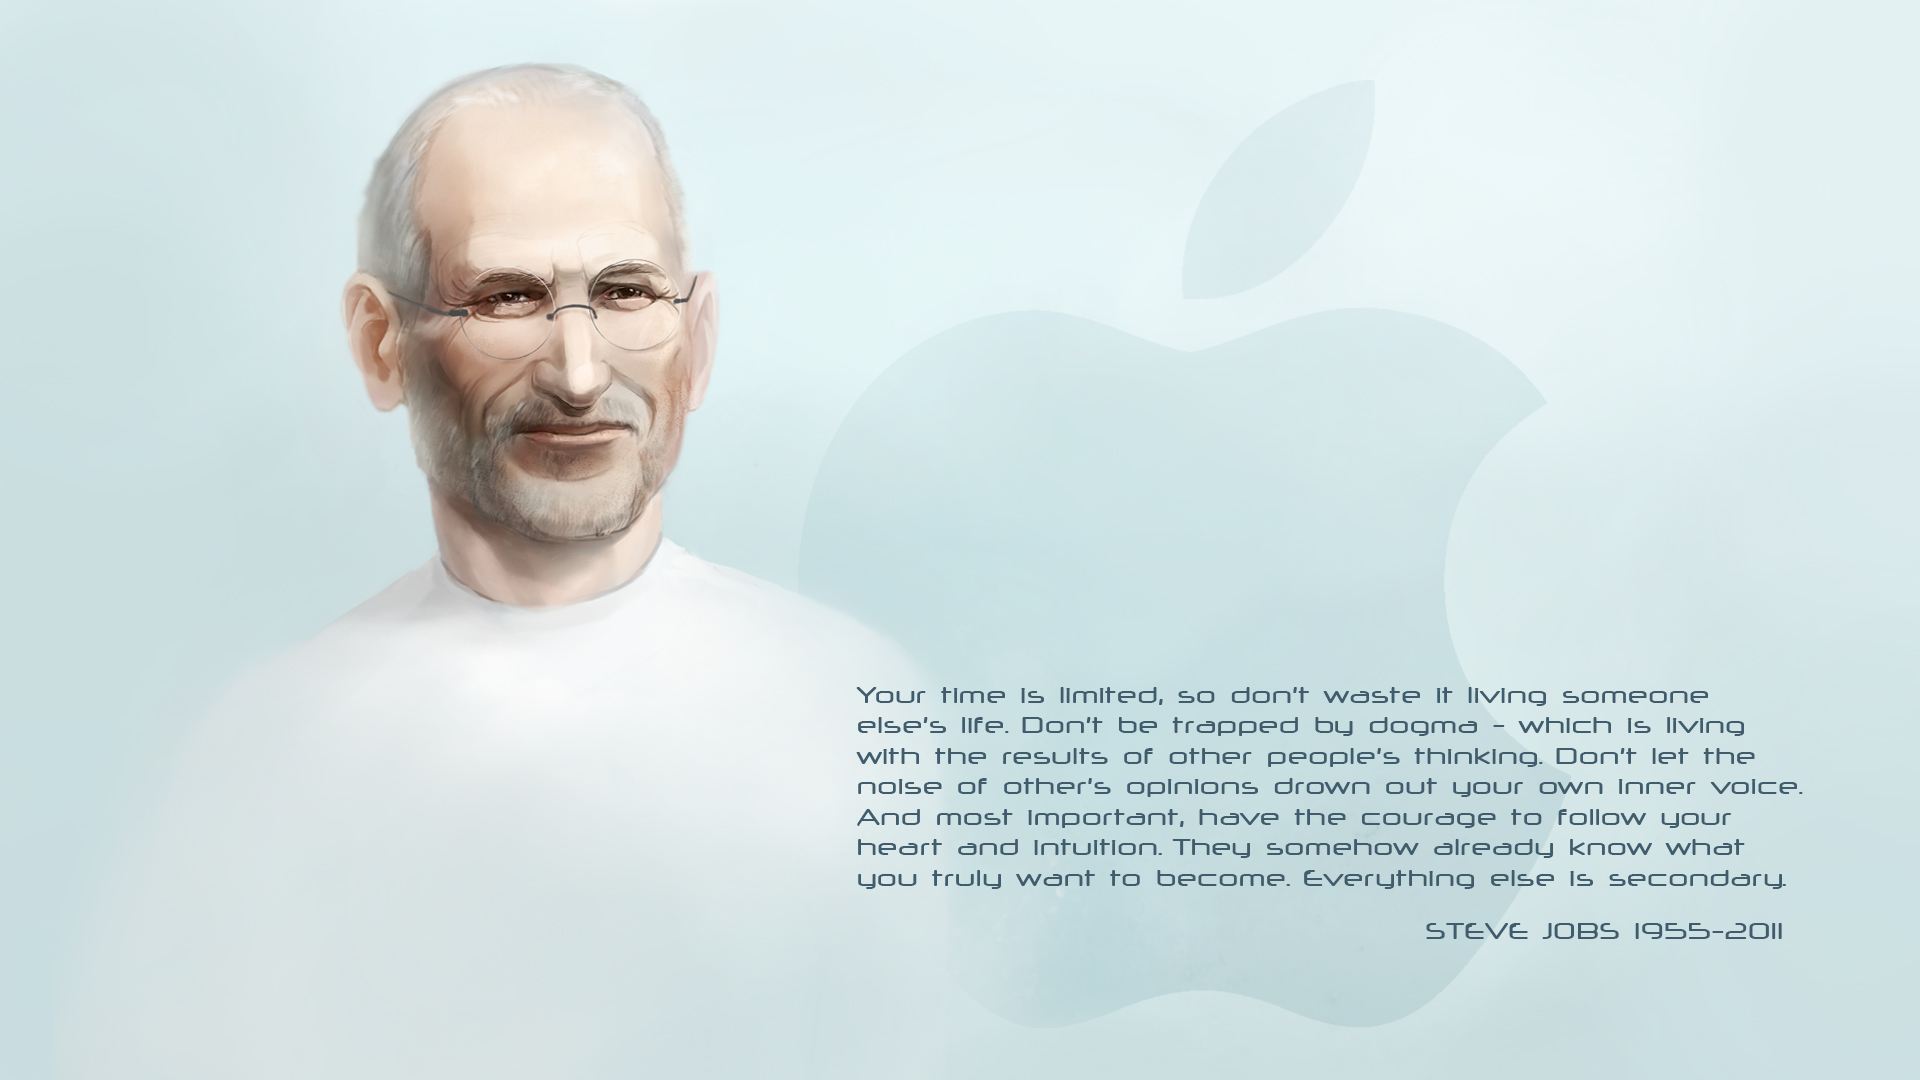 Your time is limited, so don't waste it living someone
else's life. Don't be trapped by dogma - which is living
with the results of other people's thinking. Don't let the
noise of other's opinions drown out your own inner voice.
And most important, have the courage to follow your
heart and intuition. They somehow already know what
you truly want to become. Everything else is secondary.
STEVE JOBS 1955-2011